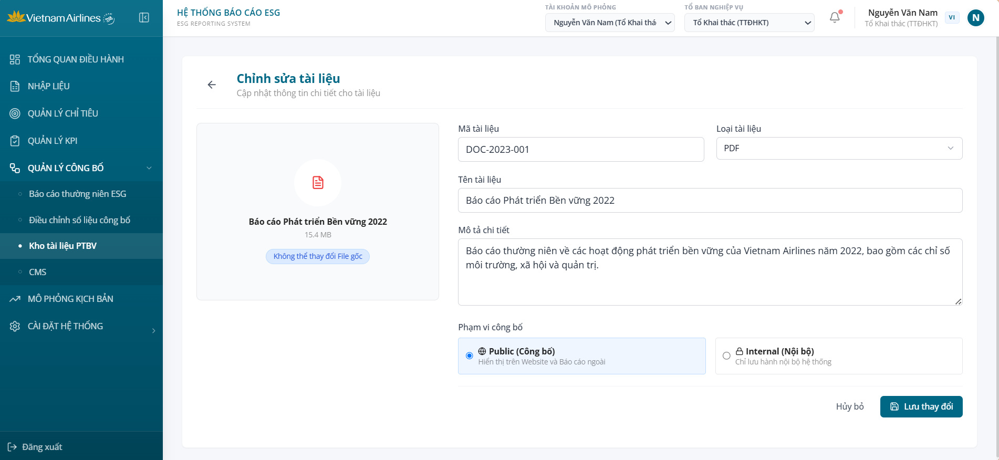 Vietnam Airlines
HỆ THỐNG BÁO CÁO ESG
ESG REPORTING SYSTEM
TÀI KHOẢN MÔ PHỎNG
Nguyễn Văn Nam (Tổ Khai thá
TỔ BAN NGHIỆP VỤ
Tổ Khai thác (TTĐHKT)
Nguyễn Văn Nam
Tổ Khai thác (TTĐHKT)
VI
N
TỔNG QUAN ĐIỀU HÀNH
NHẬP LIỆU
QUẢN LÝ CHỈ TIÊU
QUẢN LÝ KPI
QUẢN LÝ CÔNG BỐ
Báo cáo thường niên ESG
Điều chỉnh số liệu công bố
Kho tài liệu PTBV
CMS
MÔ PHỎNG KỊCH BẢN
CÀI ĐẶT HỆ THỐNG
Đăng xuất
Chỉnh sửa tài liệu
Cập nhật thông tin chi tiết cho tài liệu
Báo cáo Phát triển Bền vững 2022
15.4 MB
Không thể thay đổi File gốc
Mã tài liệu
DOC-2023-001
Loại tài liệu
PDF
Tên tài liệu
Báo cáo Phát triển Bền vững 2022
Mô tả chi tiết
Báo cáo thường niên về các hoạt động phát triển bền vững của Vietnam Airlines năm 2022, bao gồm các chỉ số
môi trường, xã hội và quản trị.
Phạm vi công bố
Public (Công bố)
Hiển thị trên Website và Báo cáo ngoài
Internal (Nội bộ)
Chỉ lưu hành nội bộ hệ thống
Hủy bỏ
Lưu thay đổi